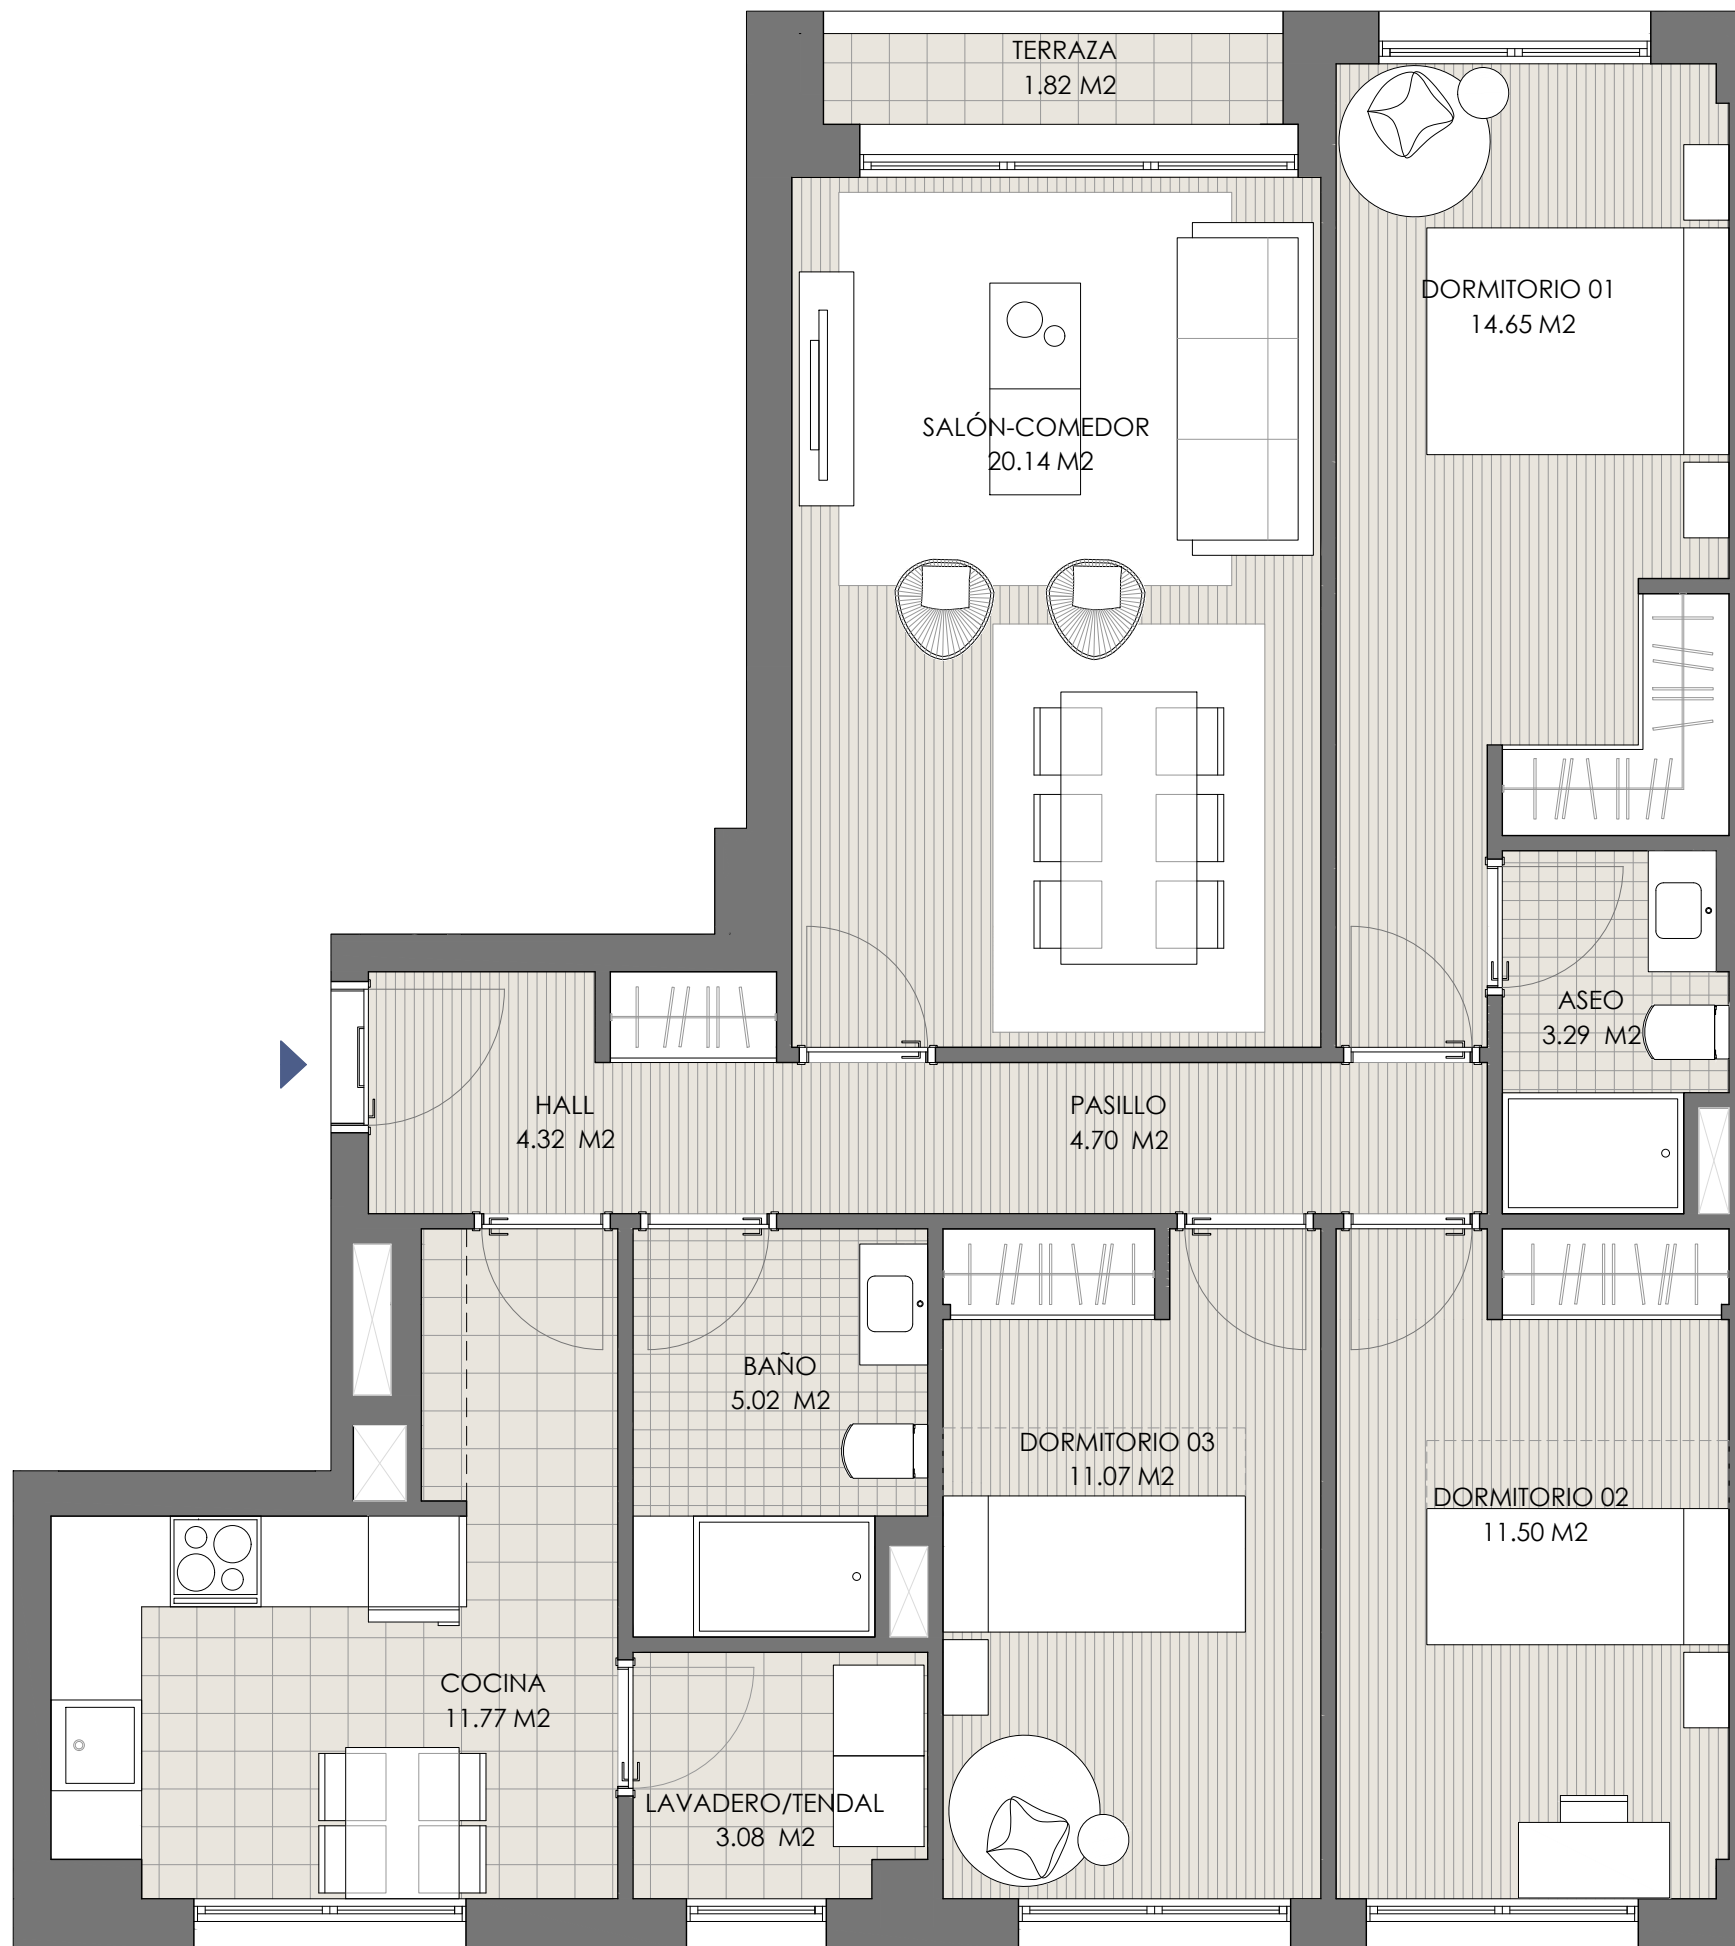 TERRAZA
1.82 M2
DORMITORIO 01
14.65 M2
SALÓN-COMEDOR
20.14 M2
ASEO
3.29 M2
HALL
4.32 M2
PASILLO
4.70 M2
BAÑO
5.02 M2
DORMITORIO 03
11.07 M2
DORMITORIO 02
11.50 M2
COCINA
11.77 M2
LAVADERO/TENDAL
3.08 M2